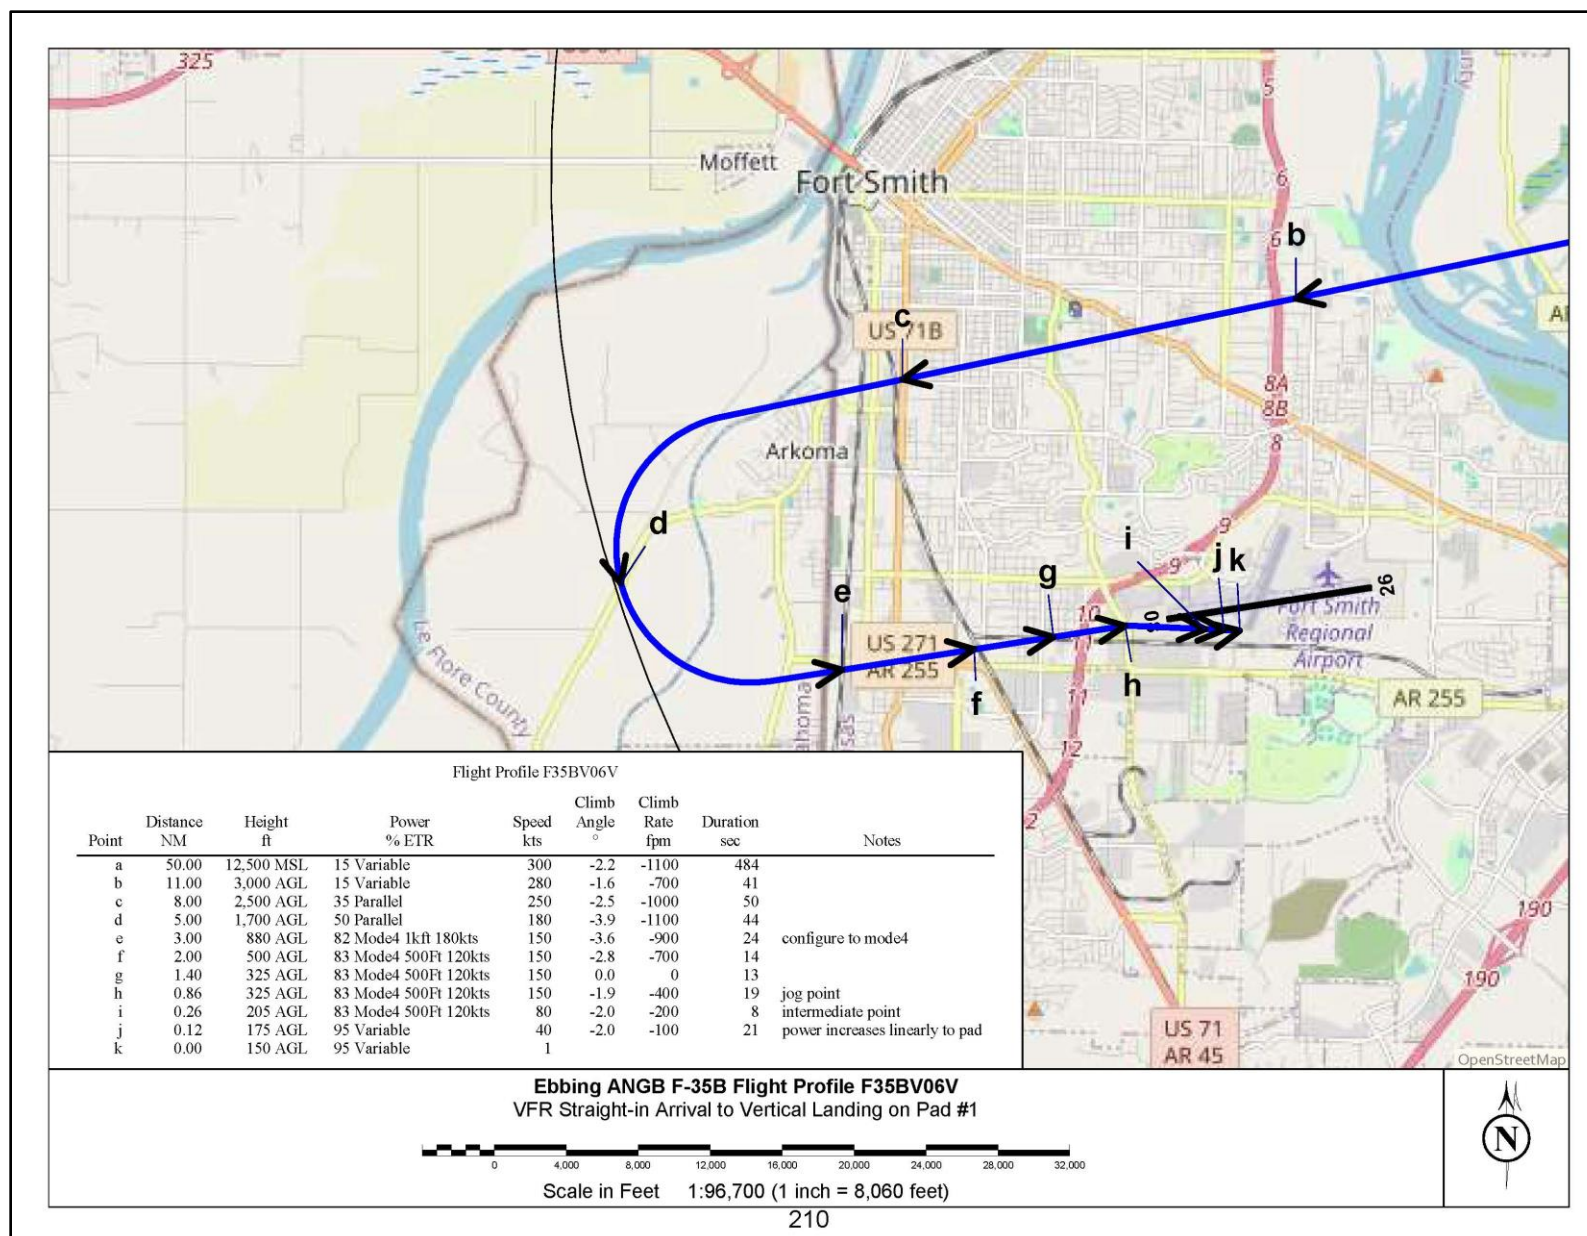 325
Moffett
Fort Smith
5
6
b
6
c
US 71B
8A
8B
8
Arkoma
d
9
i
j
k
9
g
e
10
26
Fort Smith
Regional
Airport
US 271
AR 255
f
h
11
AR 255
Le Flore County
12
2
190
190
US 71
AR 45
OpenStreetMap
Flight Profile F35BV06V
Point Distance NM Height ft Power % ETR Speed kts Climb Angle ° Climb Rate fpm Duration sec Notes
a 50.00 12,500 MSL 15 Variable 300 -2.2 -1100 484
b 11.00 3,000 AGL 15 Variable 280 -1.6 -700 41
c 8.00 2,500 AGL 35 Parallel 250 -2.5 -1000 50
d 5.00 1,700 AGL 50 Parallel 180 -3.9 -1100 44
e 3.00 880 AGL 82 Mode4 1kft 180kts 150 -3.6 -900 24 configure to mode4
f 2.00 500 AGL 83 Mode4 500Ft 120kts 150 -2.8 -700 14
g 1.40 325 AGL 83 Mode4 500Ft 120kts 150 0.0 0 13
h 0.86 325 AGL 83 Mode4 500Ft 120kts 150 -1.9 -400 19 jog point
i 0.26 205 AGL 83 Mode4 500Ft 120kts 80 -2.0 -200 8 intermediate point
j 0.12 175 AGL 95 Variable 40 -2.0 -100 21 power increases linearly to pad
k 0.00 150 AGL 95 Variable 1
Ebbing ANGB F-35B Flight Profile F35BV06V
VFR Straight-in Arrival to Vertical Landing on Pad #1
0 4,000 8,000 12,000 16,000 20,000 24,000 28,000 32,000
Scale in Feet 1:96,700 (1 inch = 8,060 feet)
N
210